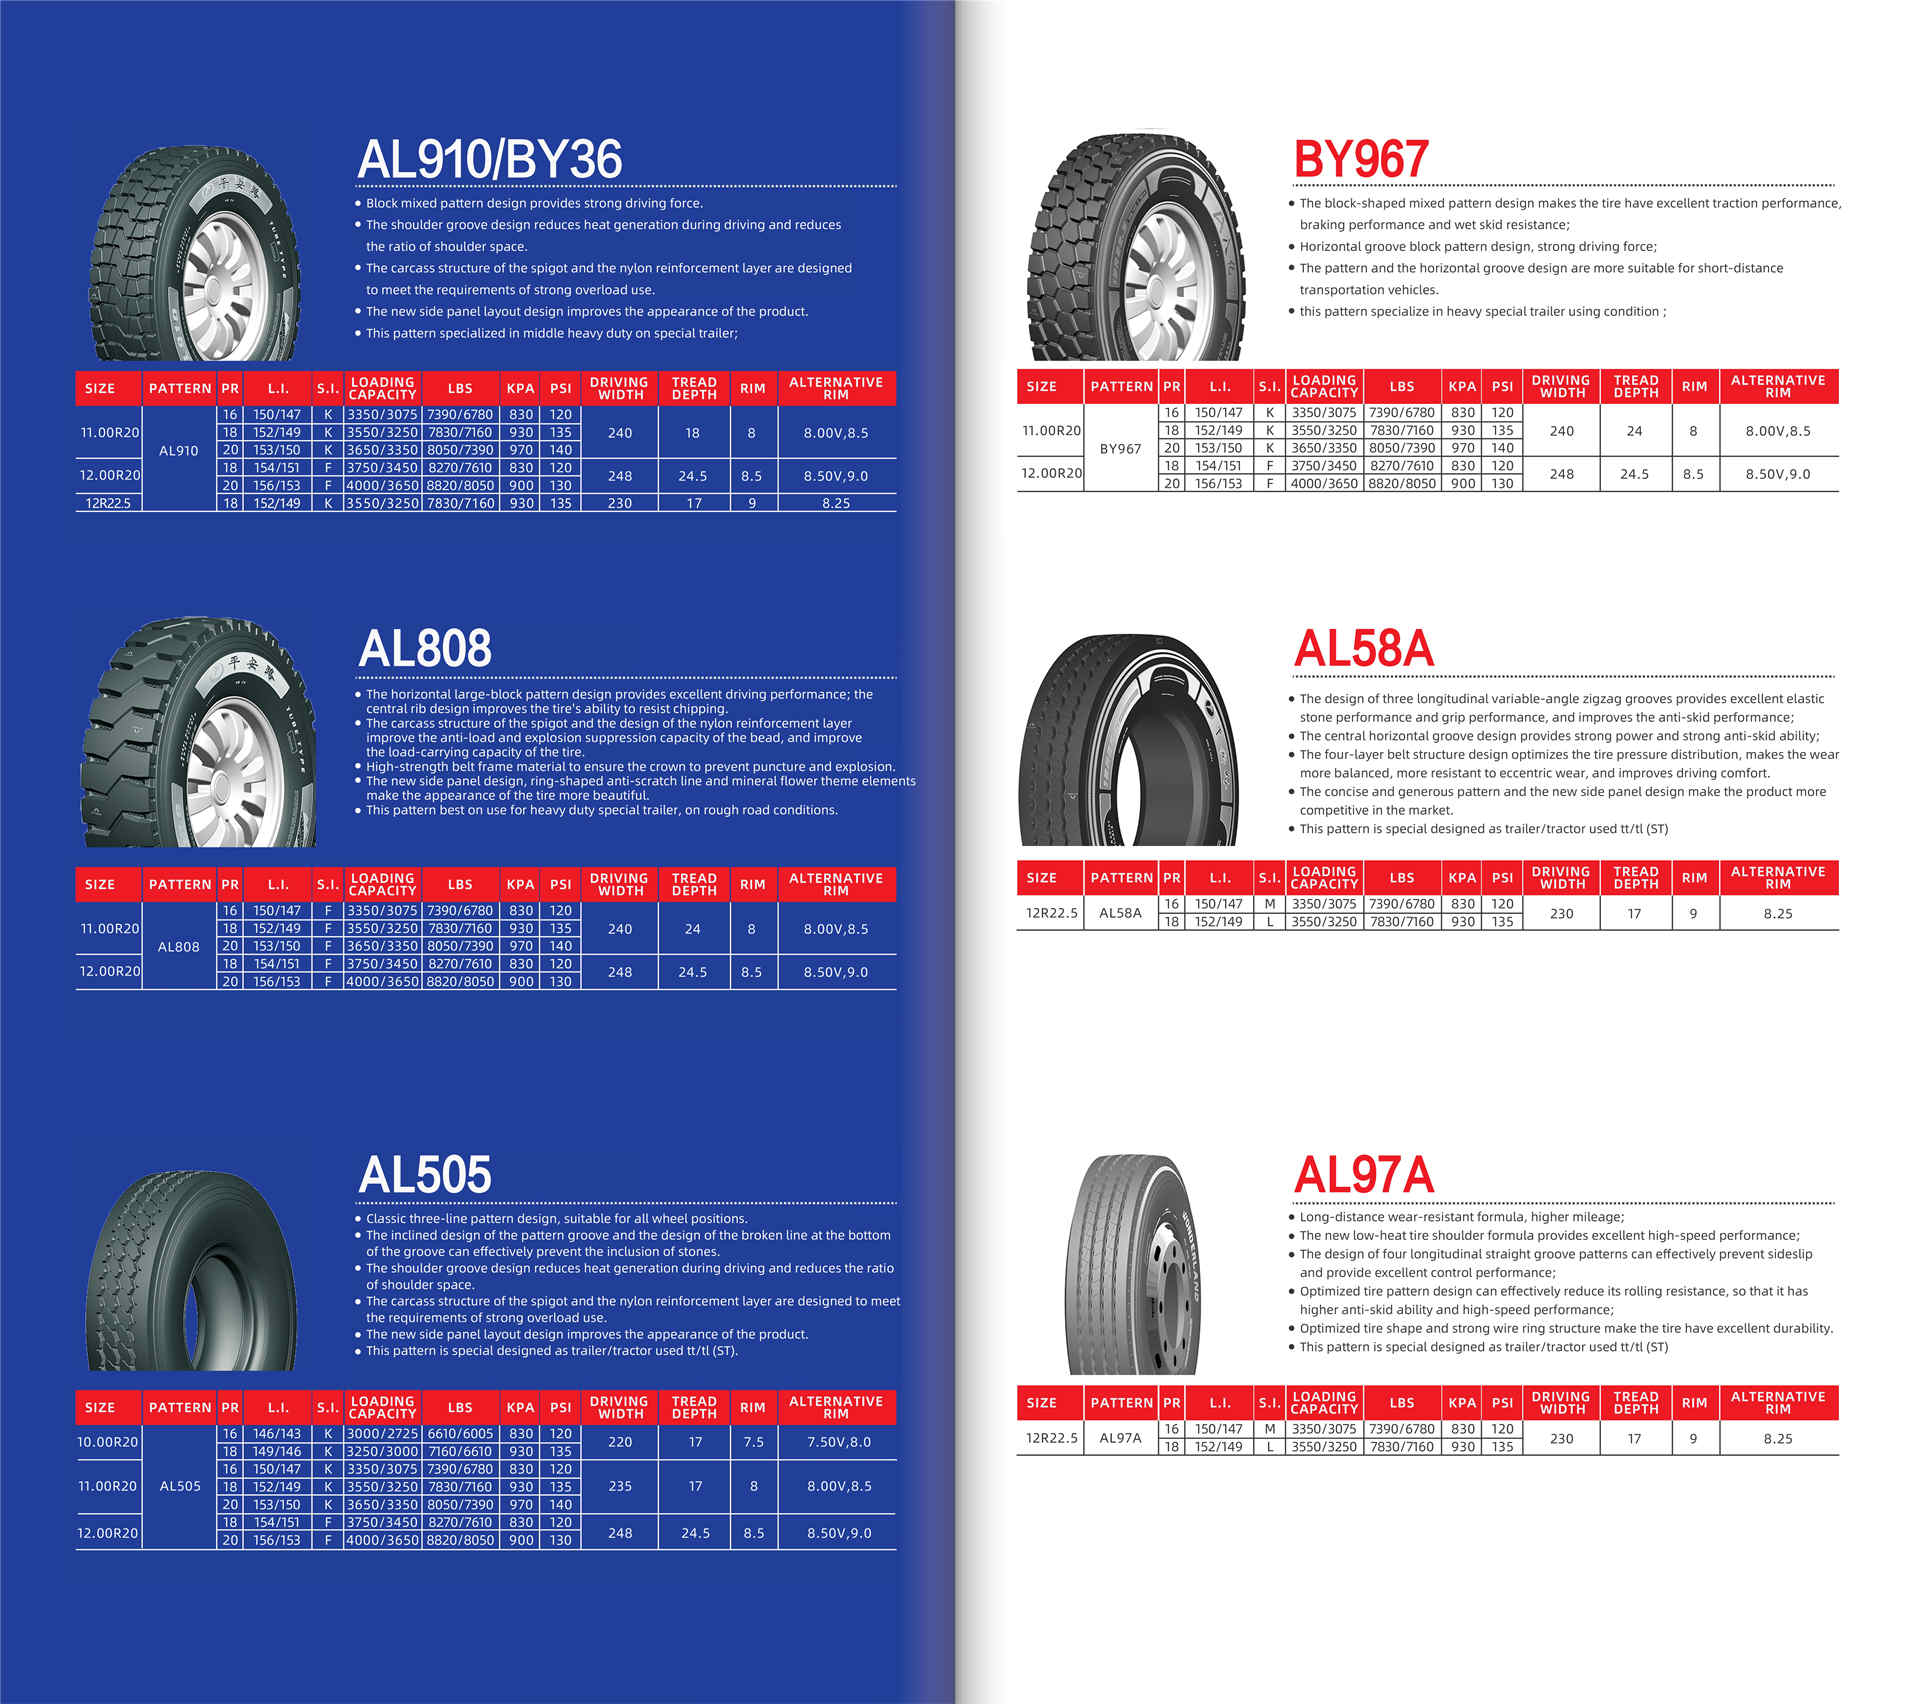 AL910/BY36
● Block mixed pattern design provides strong driving force.
● The shoulder groove design reduces heat generation during driving and reduces
the ratio of shoulder space.
● The carcass structure of the spigot and the nylon reinforcement layer are designed
to meet the requirements of strong overload use.
● The new side panel layout design improves the appearance of the product.
● This pattern specialized in middle heavy duty on special trailer;
平安路
TUBE TYPE
SIZE PATTERN PR L.I. S.I. LOADING CAPACITY LBS KPA PSI DRIVING WIDTH TREAD DEPTH RIM ALTERNATIVE RIM
11.00R20 AL910 16 150/147 K 3350/3075 7390/6780 830 120 240 18 8 8.00V,8.5
18 152/149 K 3550/3250 7830/7160 930 135
20 153/150 K 3650/3350 8050/7390 970 140
12.00R20 18 154/151 F 3750/3450 8270/7610 830 120 248 24.5 8.5 8.50V,9.0
20 156/153 F 4000/3650 8820/8050 900 130
12R22.5 18 152/149 K 3550/3250 7830/7160 930 135 230 17 9 8.25
AL808
● The horizontal large-block pattern design provides excellent driving performance; the
central rib design improves the tire's ability to resist chipping.
● The carcass structure of the spigot and the design of the nylon reinforcement layer
improve the anti-load and explosion suppression capacity of the bead, and improve
the load-carrying capacity of the tire.
● High-strength belt frame material to ensure the crown to prevent puncture and explosion.
● The new side panel design, ring-shaped anti-scratch line and mineral flower theme elements
make the appearance of the tire more beautiful.
● This pattern best on use for heavy duty special trailer, on rough road conditions.
平安路
TUBE TYPE
SIZE PATTERN PR L.I. S.I. LOADING CAPACITY LBS KPA PSI DRIVING WIDTH TREAD DEPTH RIM ALTERNATIVE RIM
11.00R20 AL808 16 150/147 F 3350/3075 7390/6780 830 120 240 24 8 8.00V,8.5
18 152/149 F 3550/3250 7830/7160 930 135
20 153/150 F 3650/3350 8050/7390 970 140
12.00R20 18 154/151 F 3750/3450 8270/7610 830 120 248 24.5 8.5 8.50V,9.0
20 156/153 F 4000/3650 8820/8050 900 130
AL505
● Classic three-line pattern design, suitable for all wheel positions.
● The inclined design of the pattern groove and the design of the broken line at the bottom
of the groove can effectively prevent the inclusion of stones.
● The shoulder groove design reduces heat generation during driving and reduces the ratio
of shoulder space.
● The carcass structure of the spigot and the nylon reinforcement layer are designed to meet
the requirements of strong overload use.
● The new side panel layout design improves the appearance of the product.
● This pattern is special designed as trailer/tractor used tt/tl (ST).
SIZE PATTERN PR L.I. S.I. LOADING CAPACITY LBS KPA PSI DRIVING WIDTH TREAD DEPTH RIM ALTERNATIVE RIM
10.00R20 AL505 16 146/143 K 3000/2725 6610/6005 830 120 220 17 7.5 7.50V,8.0
18 149/146 K 3250/3000 7160/6610 930 135
11.00R20 16 150/147 K 3350/3075 7390/6780 830 120 235 17 8 8.00V,8.5
18 152/149 K 3550/3250 7830/7160 930 135
20 153/150 K 3650/3350 8050/7390 970 140
12.00R20 18 154/151 F 3750/3450 8270/7610 830 120 248 24.5 8.5 8.50V,9.0
20 156/153 F 4000/3650 8820/8050 900 130
BY967
● The block-shaped mixed pattern design makes the tire have excellent traction performance,
braking performance and wet skid resistance;
● Horizontal groove block pattern design, strong driving force;
● The pattern and the horizontal groove design are more suitable for short-distance
transportation vehicles.
● this pattern specialize in heavy special trailer using condition ;
SIZE PATTERN PR L.I. S.I. LOADING CAPACITY LBS KPA PSI DRIVING WIDTH TREAD DEPTH RIM ALTERNATIVE RIM
11.00R20 BY967 16 150/147 K 3350/3075 7390/6780 830 120 240 24 8 8.00V,8.5
18 152/149 K 3550/3250 7830/7160 930 135
20 153/150 K 3650/3350 8050/7390 970 140
12.00R20 18 154/151 F 3750/3450 8270/7610 830 120 248 24.5 8.5 8.50V,9.0
20 156/153 F 4000/3650 8820/8050 900 130
AL58A
● The design of three longitudinal variable-angle zigzag grooves provides excellent elastic
stone performance and grip performance, and improves the anti-skid performance;
● The central horizontal groove design provides strong power and strong anti-skid ability;
● The four-layer belt structure design optimizes the tire pressure distribution, makes the wear
more balanced, more resistant to eccentric wear, and improves driving comfort.
● The concise and generous pattern and the new side panel design make the product more
competitive in the market.
● This pattern is special designed as trailer/tractor used tt/tl (ST)
SIZE PATTERN PR L.I. S.I. LOADING CAPACITY LBS KPA PSI DRIVING WIDTH TREAD DEPTH RIM ALTERNATIVE RIM
12R22.5 AL58A 16 150/147 M 3350/3075 7390/6780 830 120 230 17 9 8.25
18 152/149 L 3550/3250 7830/7160 930 135
AL97A
● Long-distance wear-resistant formula, higher mileage;
● The new low-heat tire shoulder formula provides excellent high-speed performance;
● The design of four longitudinal straight groove patterns can effectively prevent sideslip
and provide excellent control performance;
● Optimized tire pattern design can effectively reduce its rolling resistance, so that it has
higher anti-skid ability and high-speed performance;
● Optimized tire shape and strong wire ring structure make the tire have excellent durability.
● This pattern is special designed as trailer/tractor used tt/tl (ST)
WONDERLAND
SIZE PATTERN PR L.I. S.I. LOADING CAPACITY LBS KPA PSI DRIVING WIDTH TREAD DEPTH RIM ALTERNATIVE RIM
12R22.5 AL97A 16 150/147 M 3350/3075 7390/6780 830 120 230 17 9 8.25
18 152/149 L 3550/3250 7830/7160 930 135